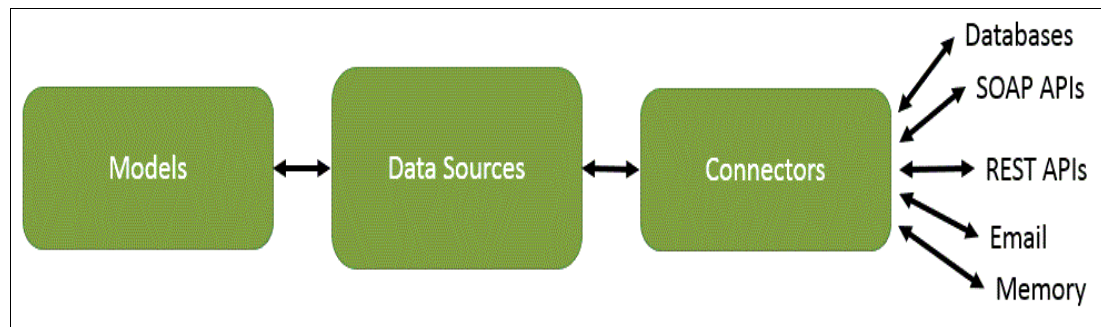 Models
Data Sources
Connectors
Databases
SOAP APIs
REST APIs
Email
Memory